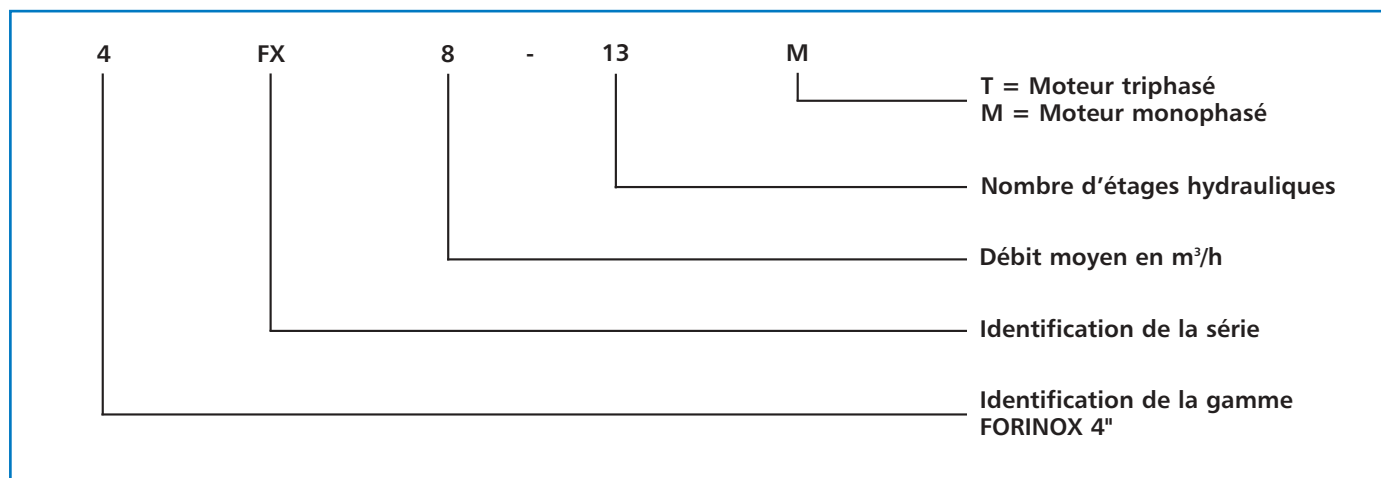 4 FX 8 - 13 M
T = Moteur triphasé
M = Moteur monophasé
Nombre d'étages hydrauliques
Débit moyen en m³/h
Identification de la série
Identification de la gamme
FORINOX 4"